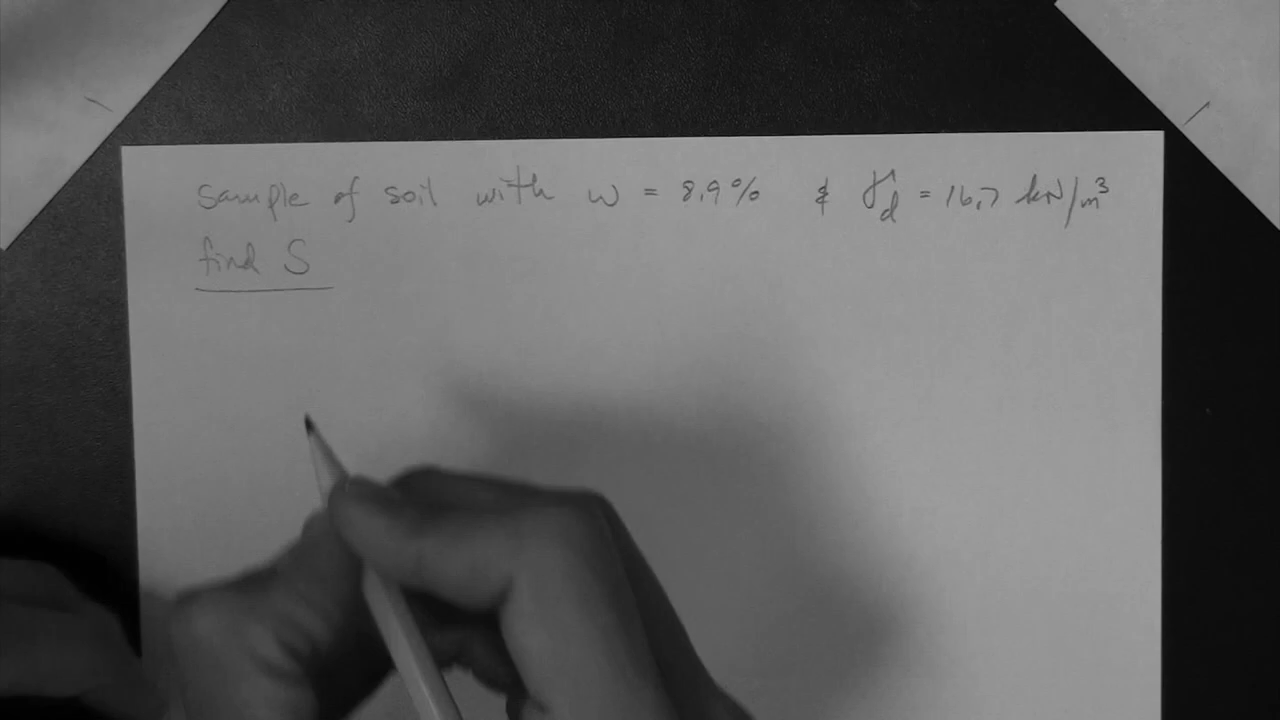 Sample of soil with w = 8.9% & γd = 16.7 kN/m³
find S